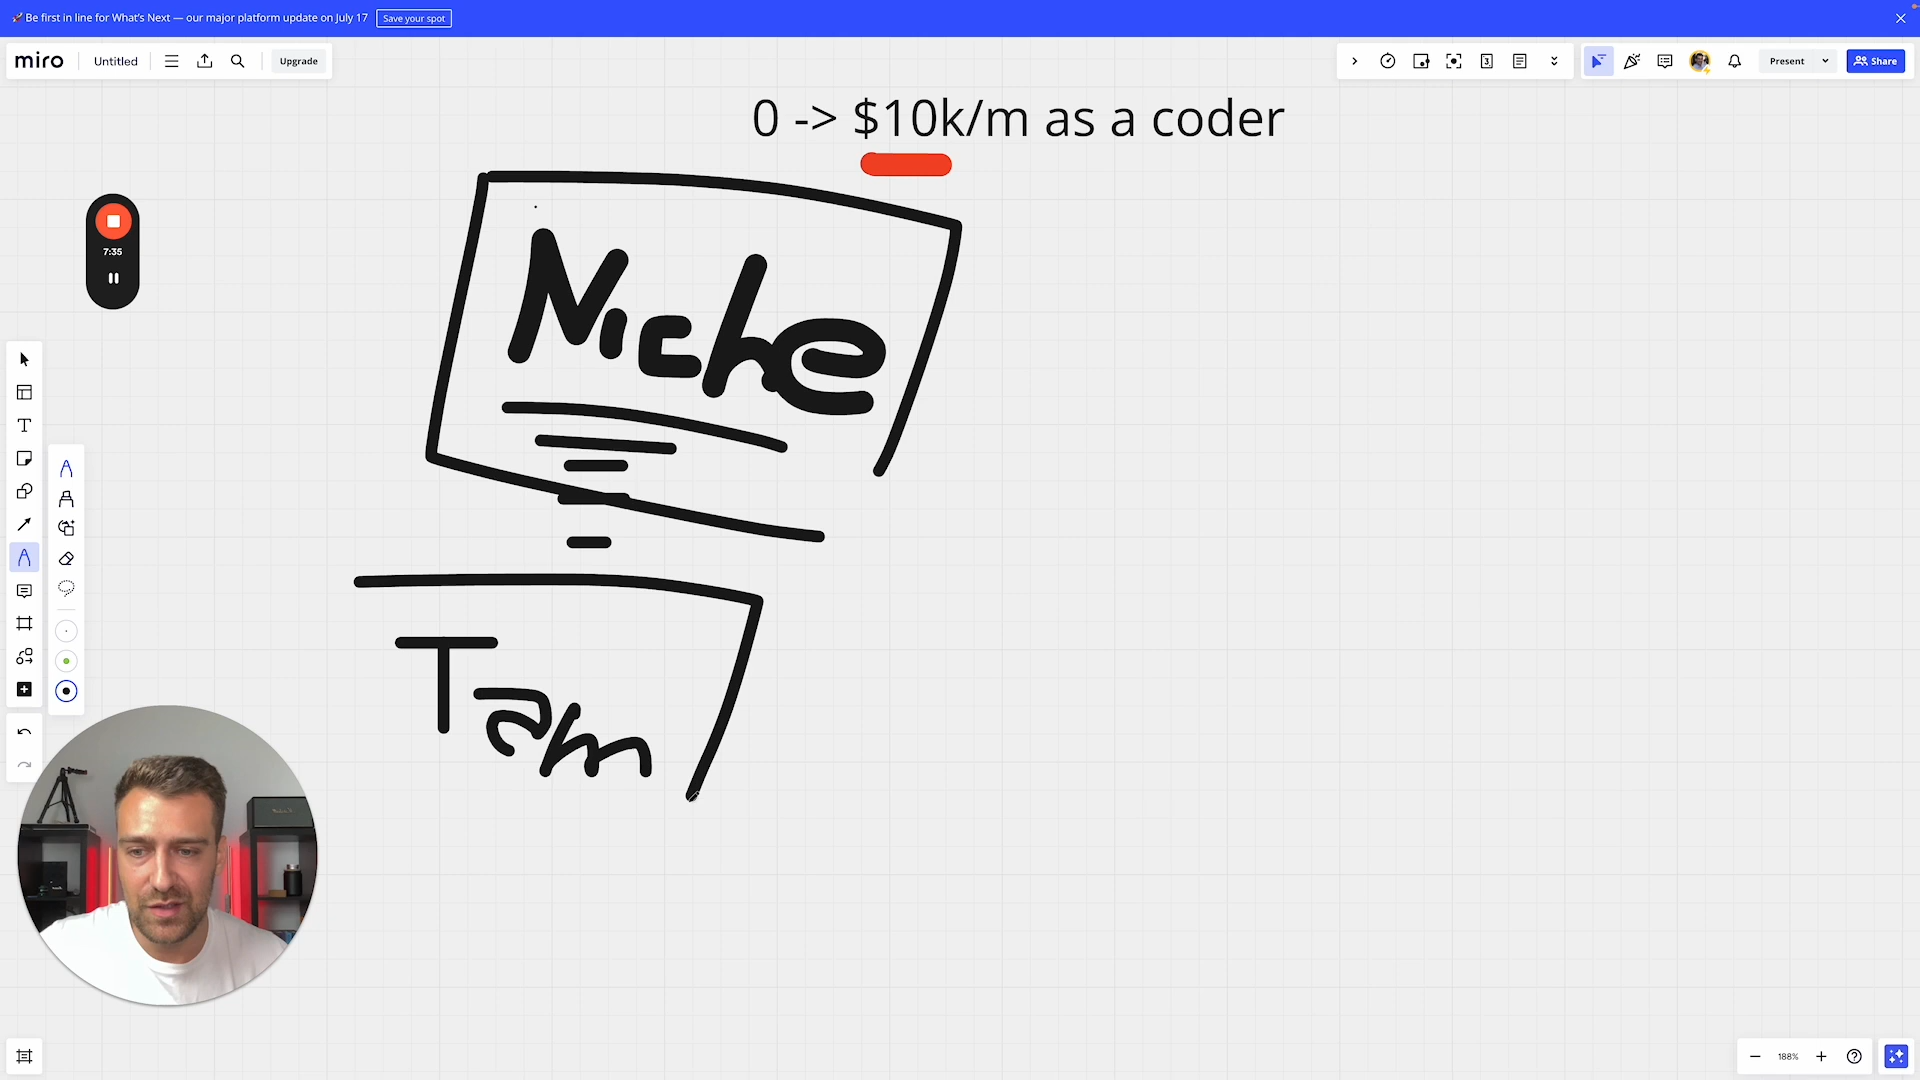 🚀 Be first in line for What's Next — our major platform update on July 17 Save your spot
miro Untitled Upgrade
3 Present Share
0 -> $10k/m as a coder
7:35
Niche
Tam
188%